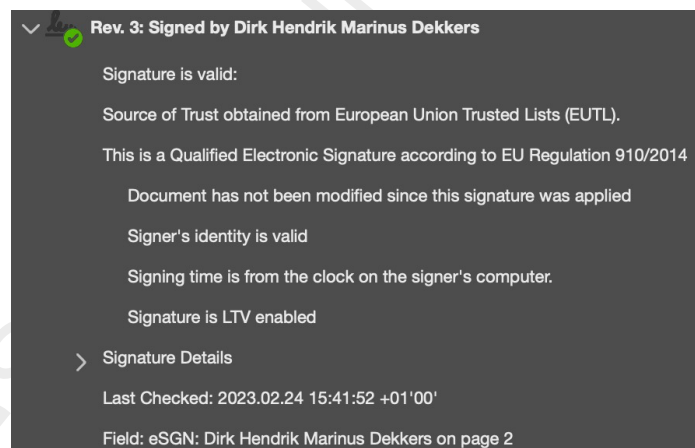 Rev. 3: Signed by Dirk Hendrik Marinus Dekkers
Signature is valid:
Source of Trust obtained from European Union Trusted Lists (EUTL).
This is a Qualified Electronic Signature according to EU Regulation 910/2014
Document has not been modified since this signature was applied
Signer's identity is valid
Signing time is from the clock on the signer's computer.
Signature is LTV enabled
Signature Details
Last Checked: 2023.02.24 15:41:52 +01'00'
Field: eSGN: Dirk Hendrik Marinus Dekkers on page 2